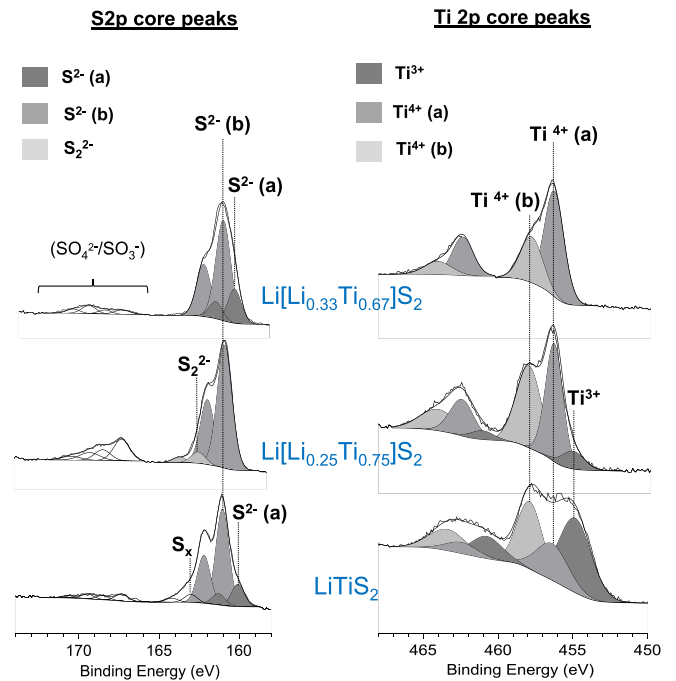 S2p core peaks
Ti 2p core peaks
S²⁻ (a)
S²⁻ (b)
S₂²⁻
Ti³⁺
Ti⁴⁺ (a)
Ti⁴⁺ (b)
S²⁻ (b)
S²⁻ (a)
(SO₄²⁻/SO₃⁻)
Ti ⁴⁺ (a)
Ti ⁴⁺ (b)
Li[Li₀.₃₃Ti₀.₆₇]S₂
S₂²⁻
Ti³⁺
Li[Li₀.₂₅Ti₀.₇₅]S₂
Sₓ
S²⁻ (a)
LiTiS₂
170 165 160
Binding Energy (eV)
465 460 455 450
Binding Energy (eV)